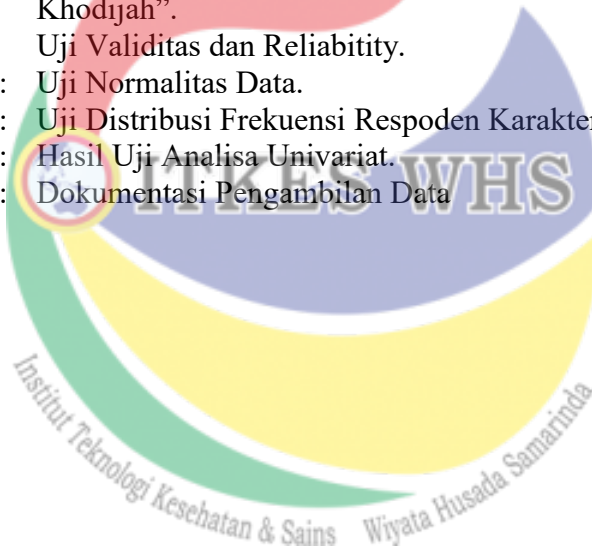 Khodijah”.
Uji Validitas dan Reliabitity.
: Uji Normalitas Data.
: Uji Distribusi Frekuensi Respoden Karakter
: Hasil Uji Analisa Univariat.
: Dokumentasi Pengambilan Data
ITKES WHS
Institut Teknologi Kesehatan & Sains Wiyata Husada Samarinda